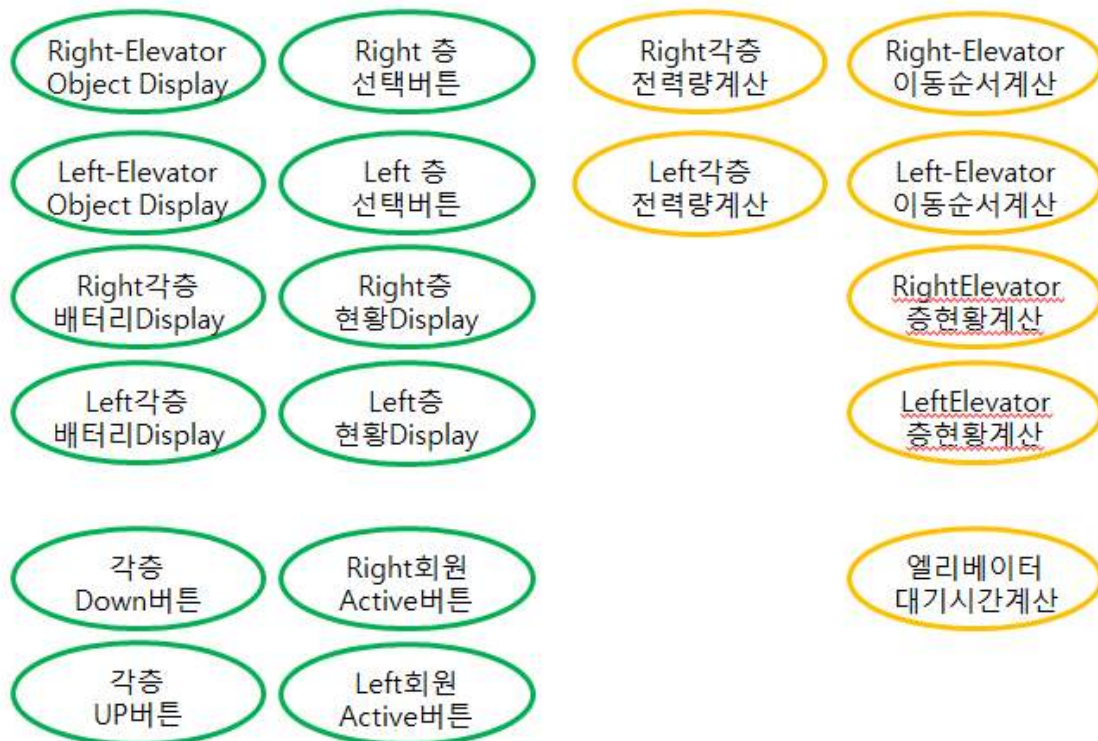 Right-Elevator
Object Display
Right 층
선택버튼
Right각층
전력량계산
Right-Elevator
이동순서계산
Left-Elevator
Object Display
Left 층
선택버튼
Left각층
전력량계산
Left-Elevator
이동순서계산
Right각층
배터리Display
Right층
현황Display
RightElevator
층현황계산
Left각층
배터리Display
Left층
현황Display
LeftElevator
층현황계산
각층
Down버튼
Right회원
Active버튼
엘리베이터
대기시간계산
각층
UP버튼
Left회원
Active버튼